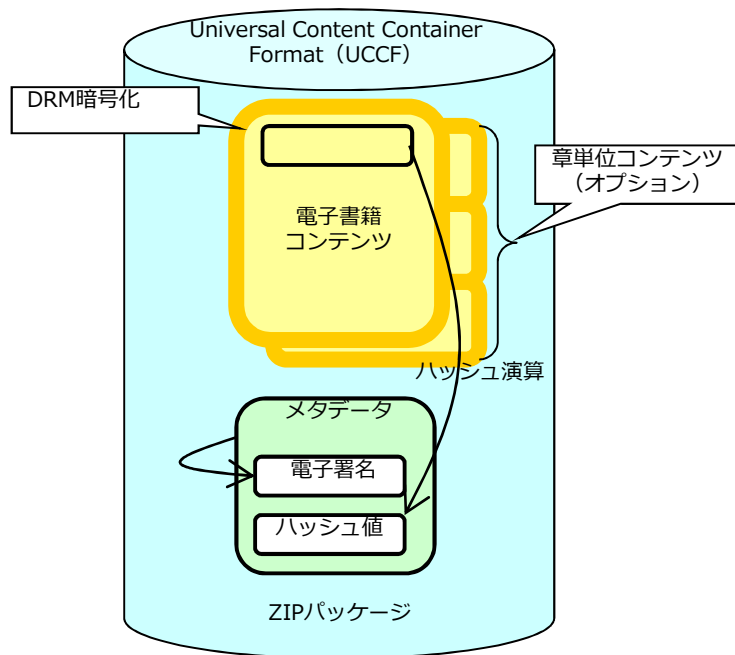 Universal Content Container
Format（UCCF）
DRM暗号化
章単位コンテンツ
（オプション）
電子書籍
コンテンツ
ハッシュ演算
メタデータ
電子署名
ハッシュ値
ZIPパッケージ